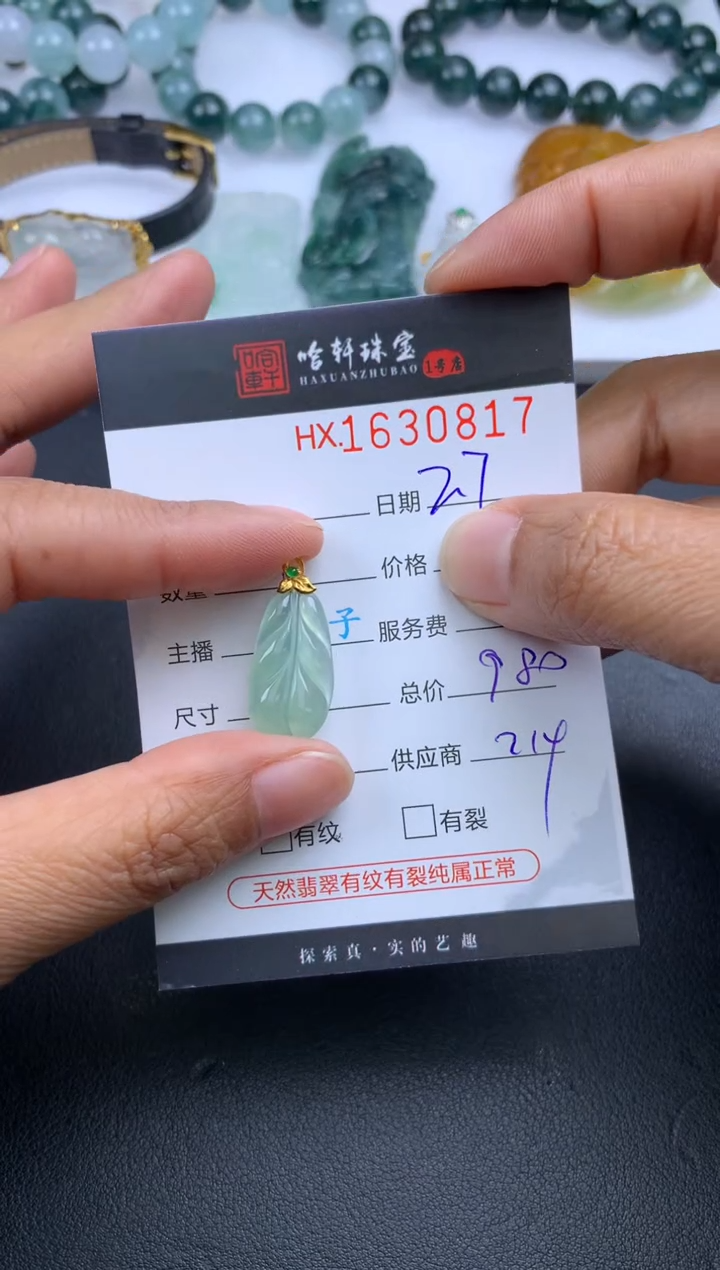 哈轩珠宝
HAXUANZHUBAO 1号店
HX.1630817
日期 27
数量 价格
主播 子 服务费
尺寸 总价 980
供应商 214
有纹 有裂
天然翡翠有纹有裂纯属正常
探索真·实的艺趣